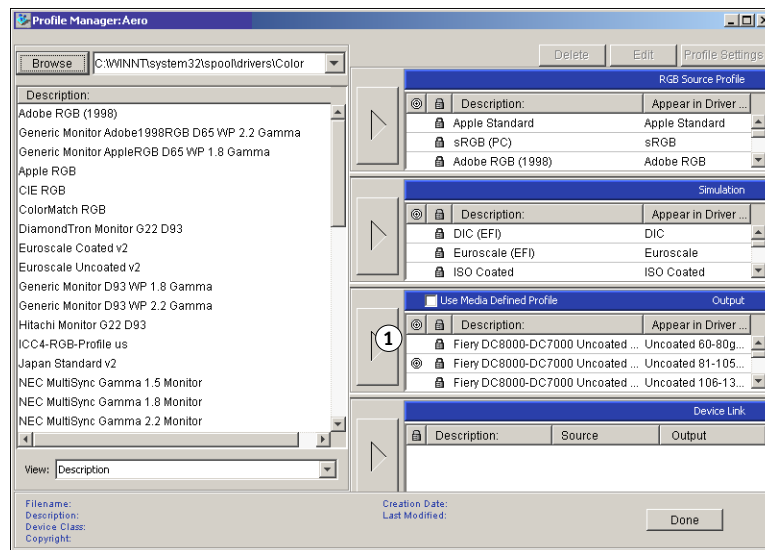 Profile Manager:Aero
Browse
C:\WINNT\system32\spool\drivers\Color
Delete
Edit
Profile Settings
Description:
Adobe RGB (1998)
Generic Monitor Adobe1998RGB D65 WP 2.2 Gamma
Generic Monitor AppleRGB D65 WP 1.8 Gamma
Apple RGB
CIE RGB
ColorMatch RGB
DiamondTron Monitor G22 D93
Euroscale Coated v2
Euroscale Uncoated v2
Generic Monitor D93 WP 1.8 Gamma
Generic Monitor D93 WP 2.2 Gamma
Hitachi Monitor G22 D93
ICC4-RGB-Profile us
Japan Standard v2
NEC MultiSync Gamma 1.5 Monitor
NEC MultiSync Gamma 1.8 Monitor
NEC MultiSync Gamma 2.2 Monitor
View: Description
RGB Source Profile
Description: Appear in Driver ...
Apple Standard Apple Standard
sRGB (PC) sRGB
Adobe RGB (1998) Adobe RGB
Simulation
Description: Appear in Driver ...
DIC (EFI) DIC
Euroscale (EFI) Euroscale
ISO Coated ISO Coated
Use Media Defined Profile Output
1
Description: Appear in Driver ...
Fiery DC8000-DC7000 Uncoated ... Uncoated 60-80g...
Fiery DC8000-DC7000 Uncoated ... Uncoated 81-105...
Fiery DC8000-DC7000 Uncoated ... Uncoated 106-13...
Device Link
Description: Source Output
Filename:
Description:
Device Class:
Copyright:
Creation Date:
Last Modified:
Done